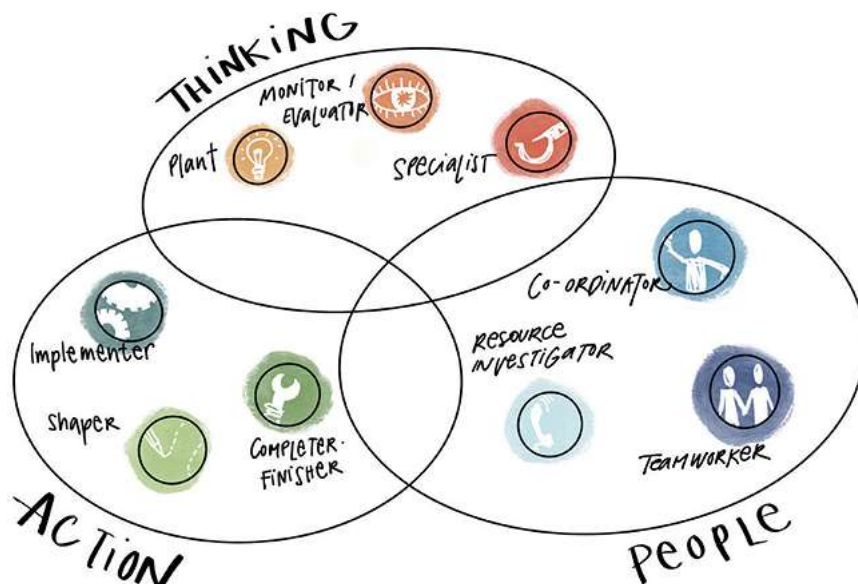 THINKING
MONITOR /
EVALUATOR
Plant
SPECIALIST
CO-ORDINATOR
Implementer
RESOURCE
INVESTIGATOR
Shaper
COMPLETER-
FINISHER
TEAMWORKER
ACTION
PEOPLE